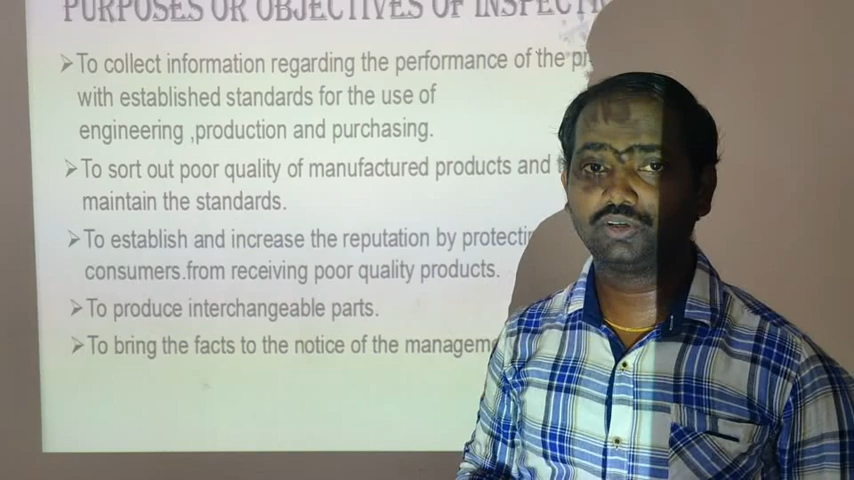 PURPOSES OR OBJECTIVES OF
➢To collect information regarding the performance of the
with established standards for the use of
engineering ,production and purchasing.
➢To sort out poor quality of manufactured products and
maintain the standards.
➢To establish and increase the reputation by
consumers.from receiving poor quality products.
➢To produce interchangeable parts.
➢To bring the facts to the notice of the